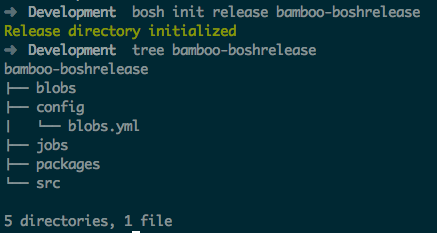 ➜ Development bosh init release bamboo-boshrelease
Release directory initialized
➜ Development tree bamboo-boshrelease
bamboo-boshrelease
├── blobs
├── config
│   └── blobs.yml
├── jobs
├── packages
└── src

5 directories, 1 file